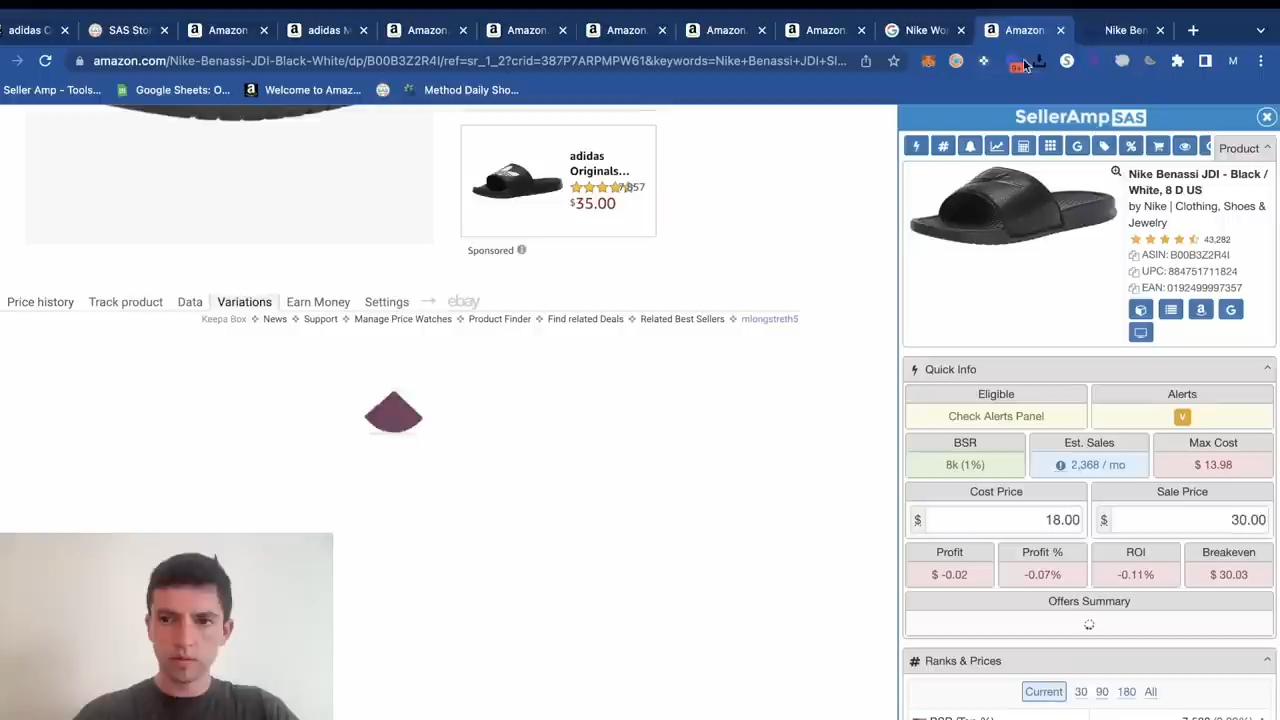 adidas O
SAS Sto
Amazon
adidas M
Amazon
Amazon.
Amazon.
Amazon.
Amazon.
Nike Wo
Amazon
Nike Ben
amazon.com/Nike-Benassi-JDI-Black-White/dp/B00B3Z2R4I/ref=sr_1_2?crid=387P7ARPMPW61&keywords=Nike+Benassi+JDI+Sl...
9+
M
Seller Amp - Tools...
Google Sheets: O...
Welcome to Amaz...
Method Daily Sho...
SellerAmp SAS
Product
adidas
Originals...
$35.00
Sponsored
Nike Benassi JDI - Black /
White, 8 D US
by Nike | Clothing, Shoes &
Jewelry
43,282
ASIN: B00B3Z2R4I
UPC: 884751711824
EAN: 0192499997357
Price history
Track product
Data
Variations
Earn Money
Settings
ebay
Keepa Box
News
Support
Manage Price Watches
Product Finder
Find related Deals
Related Best Sellers
mlongstreth5
Quick Info
Eligible
Alerts
Check Alerts Panel
V
BSR
Est. Sales
Max Cost
8k (1%)
2,368 / mo
$ 13.98
Cost Price
Sale Price
$ 18.00
$ 30.00
Profit
Profit %
ROI
Breakeven
$ -0.02
-0.07%
-0.11%
$ 30.03
Offers Summary
# Ranks & Prices
Current 30 90 180 All